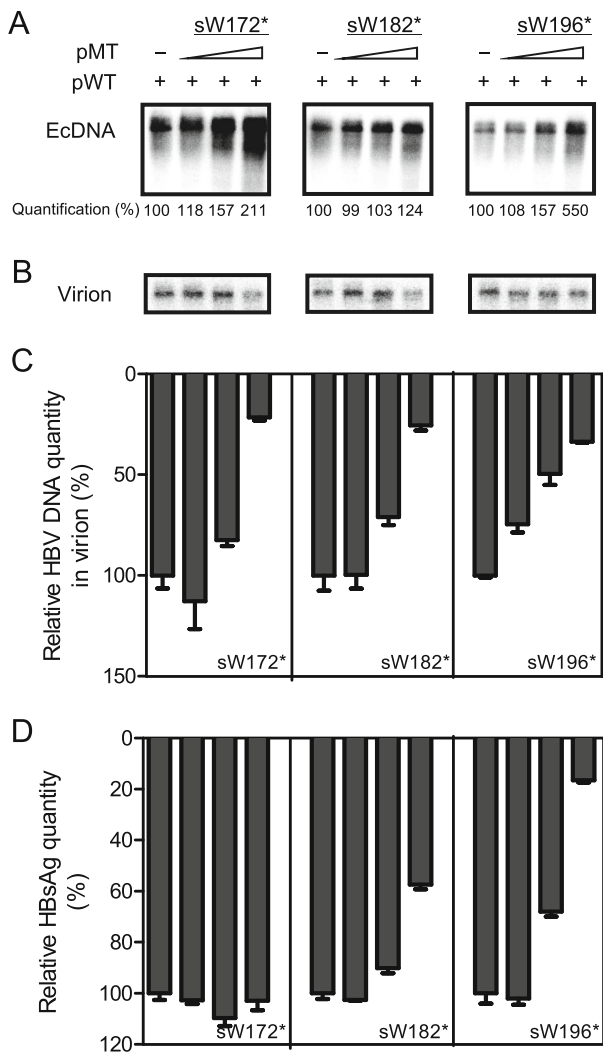 A
sW172* sW182* sW196*
pMT – – –
pWT + + + + + + + + + + + +
EcDNA
Quantification (%) 100 118 157 211 100 99 103 124 100 108 157 550
B
Virion
C
Relative HBV DNA quantity
in virion (%)
0
50
100
150
sW172* sW182* sW196*
D
Relative HBsAg quantity
(%)
0
20
40
60
80
100
120
sW172* sW182* sW196*